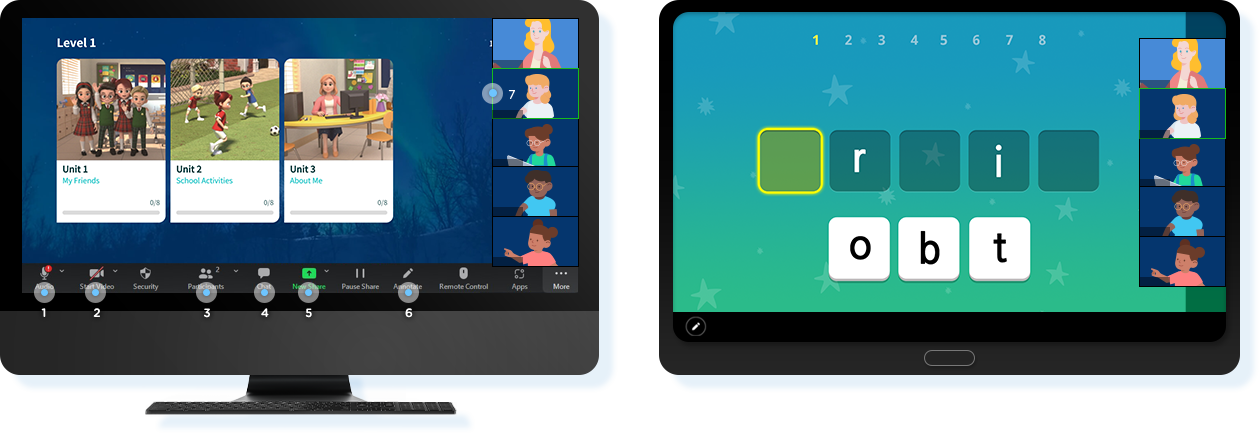 Level 1
Unit 1
My Friends
0/8
Unit 2
School Activities
0/8
Unit 3
About Me
0/8
7
2
Audio
Start Video
Security
Participants
Chat
New Share
Pause Share
Annotate
Remote Control
Apps
More
1
2
3
4
5
6
1 2 3 4 5 6 7 8
r i
o b t